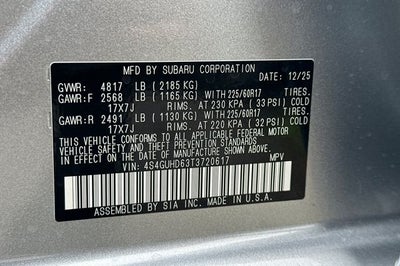 MFD BY SUBARU CORPORATION DATE: 12/25
GVWR: 4817 LB ( 2185 KG)
GAWR:F 2568 LB ( 1165 KG) WITH 225/60R17 TIRES.
17X7J RIMS. AT 230 KPA ( 33 PSI) COLD
GAWR:R 2491 LB ( 1130 KG) WITH 225/60R17 TIRES.
17X7J RIMS. AT 220 KPA ( 32 PSI) COLD
THIS VEHICLE CONFORMS TO ALL APPLICABLE FEDERAL MOTOR
VEHICLE SAFETY STANDARDS IN EFFECT ON THE DATE OF
MANUFACTURE SHOWN ABOVE.
VIN: 4S4GUHD63T3720617 MPV
ASSEMBLED BY SIA INC. MADE IN U.S.A.